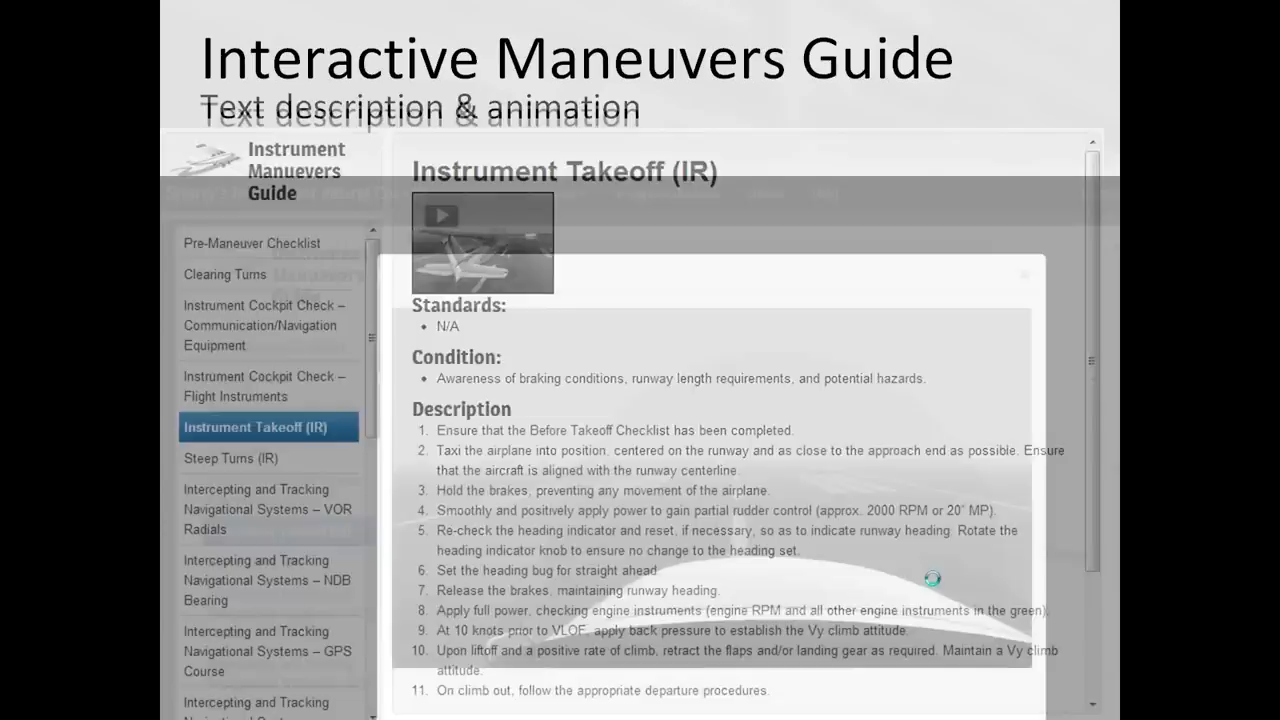 Interactive Maneuvers Guide
Text description & animation
Instrument
Manuevers
Guide
Pre-Maneuver Checklist
Clearing Turns
Instrument Cockpit Check –
Communication/Navigation
Equipment
Instrument Cockpit Check –
Flight Instruments
Instrument Takeoff (IR)
Steep Turns (IR)
Intercepting and Tracking
Navigational Systems – VOR
Radials
Intercepting and Tracking
Navigational Systems – NDB
Bearing
Intercepting and Tracking
Navigational Systems – GPS
Course
Intercepting and Tracking
Instrument Takeoff (IR)
Standards:
• N/A
Condition:
• Awareness of braking conditions, runway length requirements, and potential hazards.
Description
1. Ensure that the Before Takeoff Checklist has been completed.
2. Taxi the airplane into position, centered on the runway and as close to the approach end as possible. Ensure
that the aircraft is aligned with the runway centerline.
3. Hold the brakes, preventing any movement of the airplane.
4. Smoothly and positively apply power to gain partial rudder control (approx. 2000 RPM or 20" MP).
5. Re-check the heading indicator and reset, if necessary, so as to indicate runway heading. Rotate the
heading indicator knob to ensure no change to the heading set.
6. Set the heading bug for straight ahead
7. Release the brakes, maintaining runway heading.
8. Apply full power, checking engine instruments (engine RPM and all other engine instruments in the green).
9. At 10 knots prior to VLOF, apply back pressure to establish the Vy climb attitude.
10. Upon liftoff and a positive rate of climb, retract the flaps and/or landing gear as required. Maintain a Vy climb
attitude.
11. On climb out, follow the appropriate departure procedures.